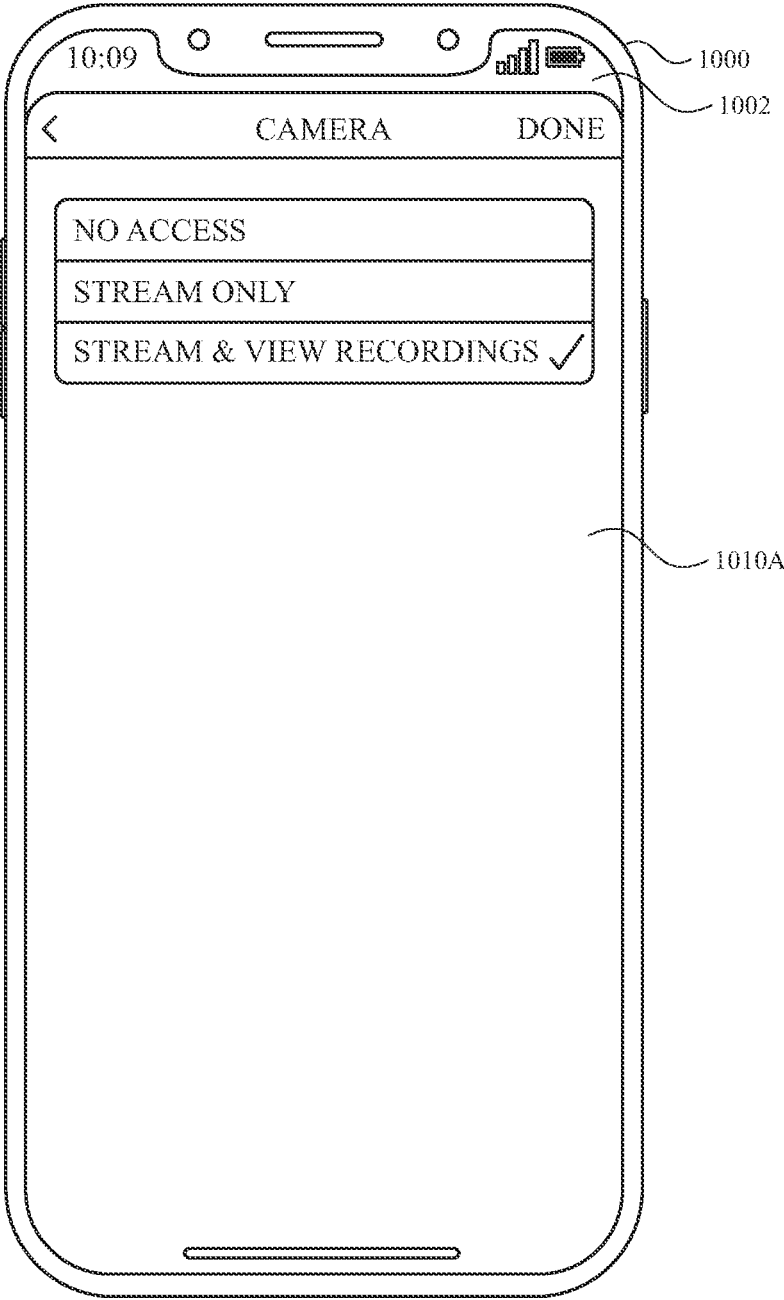 10:09
1000
1002
CAMERA DONE
NO ACCESS
STREAM ONLY
STREAM & VIEW RECORDINGS
1010A